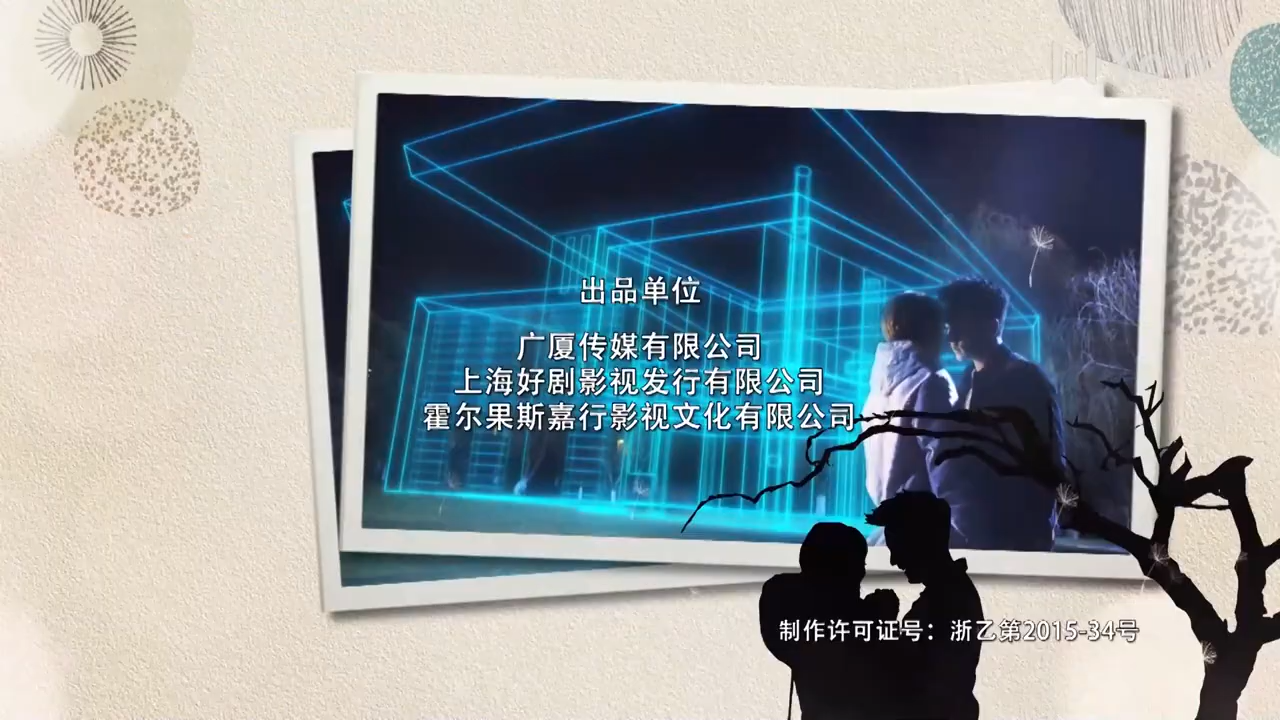 出品单位
广厦传媒有限公司
上海好剧影视发行有限公司
霍尔果斯嘉行影视文化有限公司
制作许可证号：浙乙第2015-34号